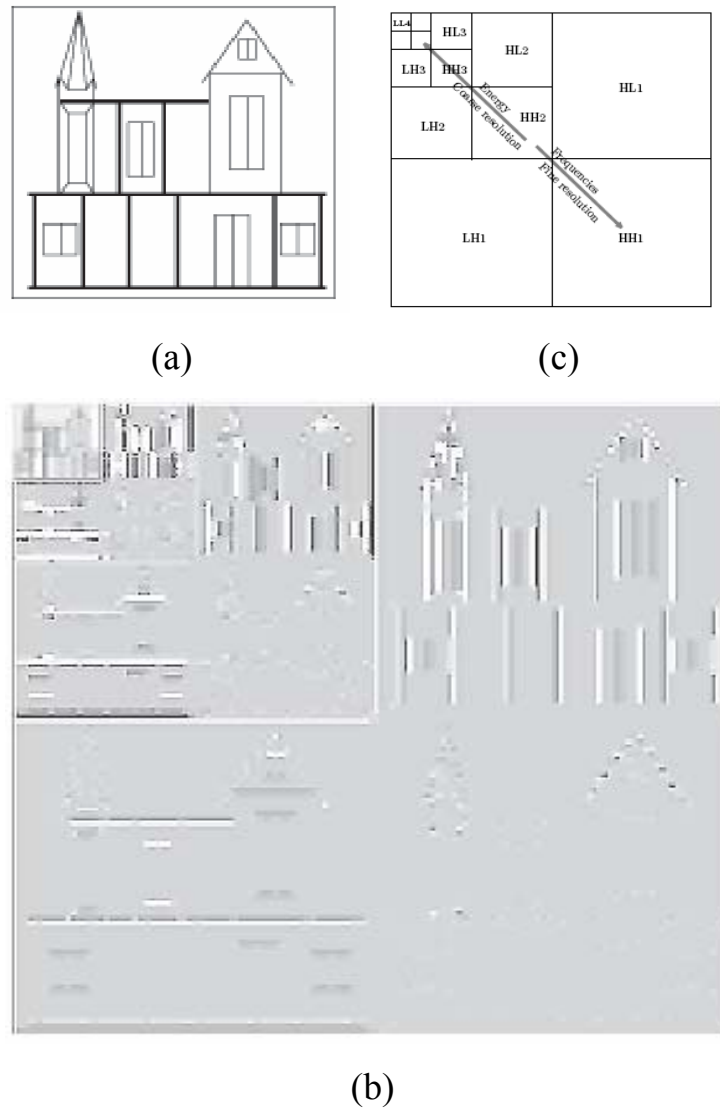 LL4
HL3
HL2
HL1
LH3
HH3
LH2
HH2
Energy
Coarse resolution
Frequencies
Fine resolution
LH1
HH1
(a)
(c)
(b)